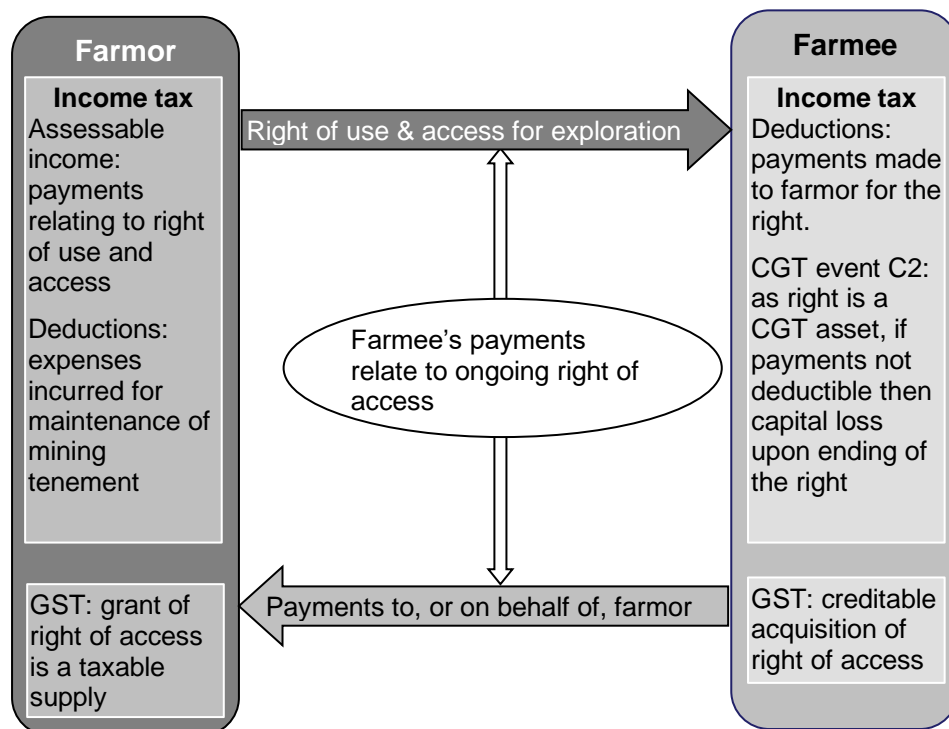 Farmor
Income tax
Assessable
income:
payments
relating to right
of use and
access
Deductions:
expenses
incurred for
maintenance of
mining
tenement
GST: grant of
right of access
is a taxable
supply
Right of use & access for exploration
Farmee’s payments
relate to ongoing right of
access
Payments to, or on behalf of, farmor
Farmee
Income tax
Deductions:
payments made
to farmor for the
right.
CGT event C2:
as right is a
CGT asset, if
payments not
deductible then
capital loss
upon ending of
the right
GST: creditable
acquisition of
right of access